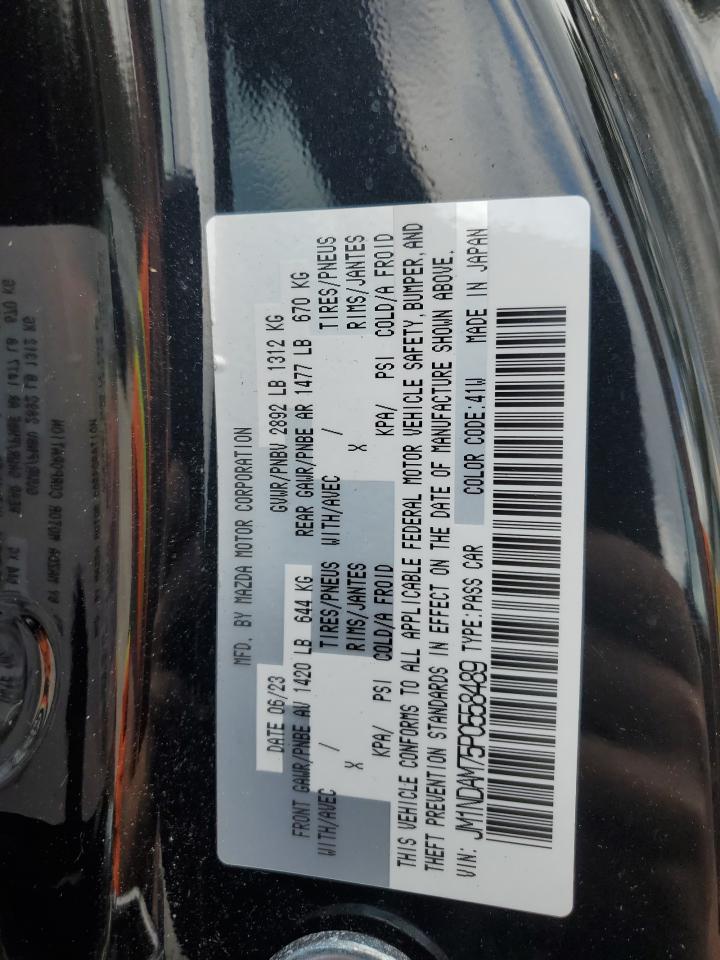 MFD. BY MAZDA MOTOR CORPORATION
DATE 06/23 GVWR/PNBV 2892 LB 1312 KG
FRONT GAWR/PNBE AV 1420 LB 644 KG REAR GAWR/PNBE AR 1477 LB 670 KG
WITH/AVEC / TIRES/PNEUS WITH/AVEC / TIRES/PNEUS
X RIMS/JANTES X RIMS/JANTES
KPA/ PSI COLD/A FROID KPA/ PSI COLD/A FROID
THIS VEHICLE CONFORMS TO ALL APPLICABLE FEDERAL MOTOR VEHICLE SAFETY,BUMPER,AND
THEFT PREVENTION STANDARDS IN EFFECT ON THE DATE OF MANUFACTURE SHOWN ABOVE.
VIN: JM1NDAM75P0558489 TYPE:PASS CAR COLOR CODE:41W MADE IN JAPAN